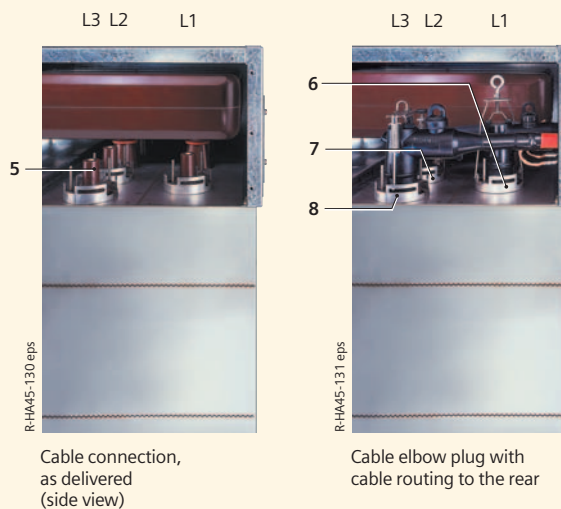 L3 L2 L1
5
R-HA45-130 eps
Cable connection,
as delivered
(side view)
L3 L2 L1
6
7
8
R-HA45-131 eps
Cable elbow plug with
cable routing to the rear